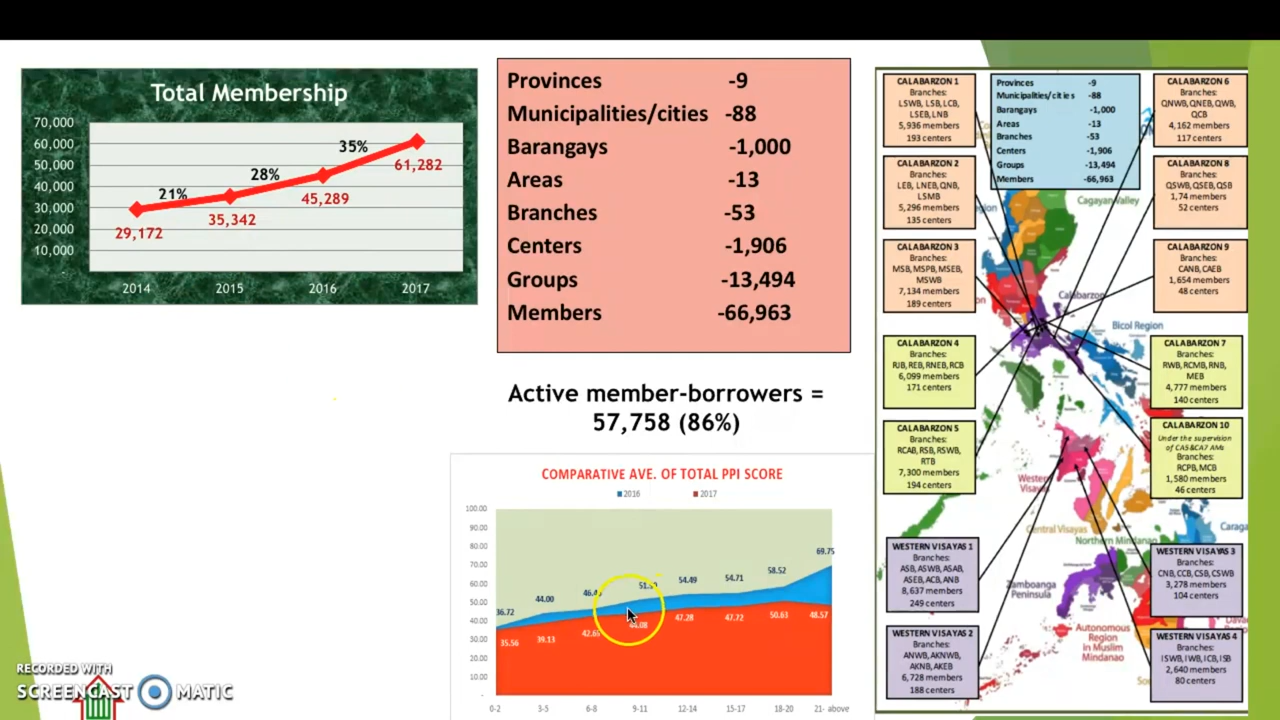 Total Membership
70,000
60,000
50,000
40,000
30,000
20,000
10,000
21%
28%
35%
29,172
35,342
45,289
61,282
2014 2015 2016 2017
Provinces -9
Municipalities/cities -88
Barangays -1,000
Areas -13
Branches -53
Centers -1,906
Groups -13,494
Members -66,963
Active member-borrowers =
57,758 (86%)
COMPARATIVE AVE. OF TOTAL PPI SCORE
2016 2017
100.00
90.00
80.00
70.00
60.00
50.00
40.00
30.00
20.00
10.00
36.72 44.00 54.49 54.71 58.52 69.75
35.56 39.13 47.28 47.72 50.63 48.57
0-2 3-5 6-8 9-11 12-14 15-17 18-20 21- above
CALABARZON 1
Branches:
LSWB, LSB, LCB,
LSEB, LNB
5,936 members
193 centers
CALABARZON 2
Branches:
LEB, LNEB, QNB,
LSMB
5,296 members
135 centers
CALABARZON 3
Branches:
MSB, MSPB, MSEB,
MSWB
7,134 members
189 centers
CALABARZON 4
Branches:
RJB, REB, RNEB, RCB
6,099 members
171 centers
CALABARZON 5
Branches:
RCAB, RSB, RSWB,
RTB
7,300 members
194 centers
WESTERN VISAYAS 1
Branches:
ASB, ASWB, ASAB,
ASEB, ACB, ANB
8,637 members
249 centers
WESTERN VISAYAS 2
Branches:
ANWB, AKNWB,
AKNB, AKEB
6,728 members
188 centers
Provinces -9
Municipalities/cities -88
Barangays -1,000
Areas -13
Branches -53
Centers -1,906
Groups -13,494
Members -66,963
Cagayan Valley
Calabarzon
Bicol Region
Western
Visayas
Central Visayas
Northern Mindanao
Caraga
Zamboanga
Peninsula
Autonomous
Region
in Muslim
Mindanao
CALABARZON 6
Branches:
QNWB, QNEB, QWB,
QCB
4,162 members
117 centers
CALABARZON 8
Branches:
QSWB, QSEB, QSB
1,74 members
52 centers
CALABARZON 9
Branches:
CANB, CAEB
1,654 members
48 centers
CALABARZON 7
Branches:
RWB, RCMB, RNB,
MEB
4,777 members
140 centers
CALABARZON 10
Under the supervision
of CA5&CA7 AMs
Branches:
RCPB, MCB
1,580 members
46 centers
WESTERN VISAYAS 3
Branches:
CNB, CCB, CSB, CSWB
3,278 members
104 centers
WESTERN VISAYAS 4
Branches:
ISWB, IWB, ICB, ISB
2,640 members
80 centers
RECORDED WITH
SCREENCAST MATIC